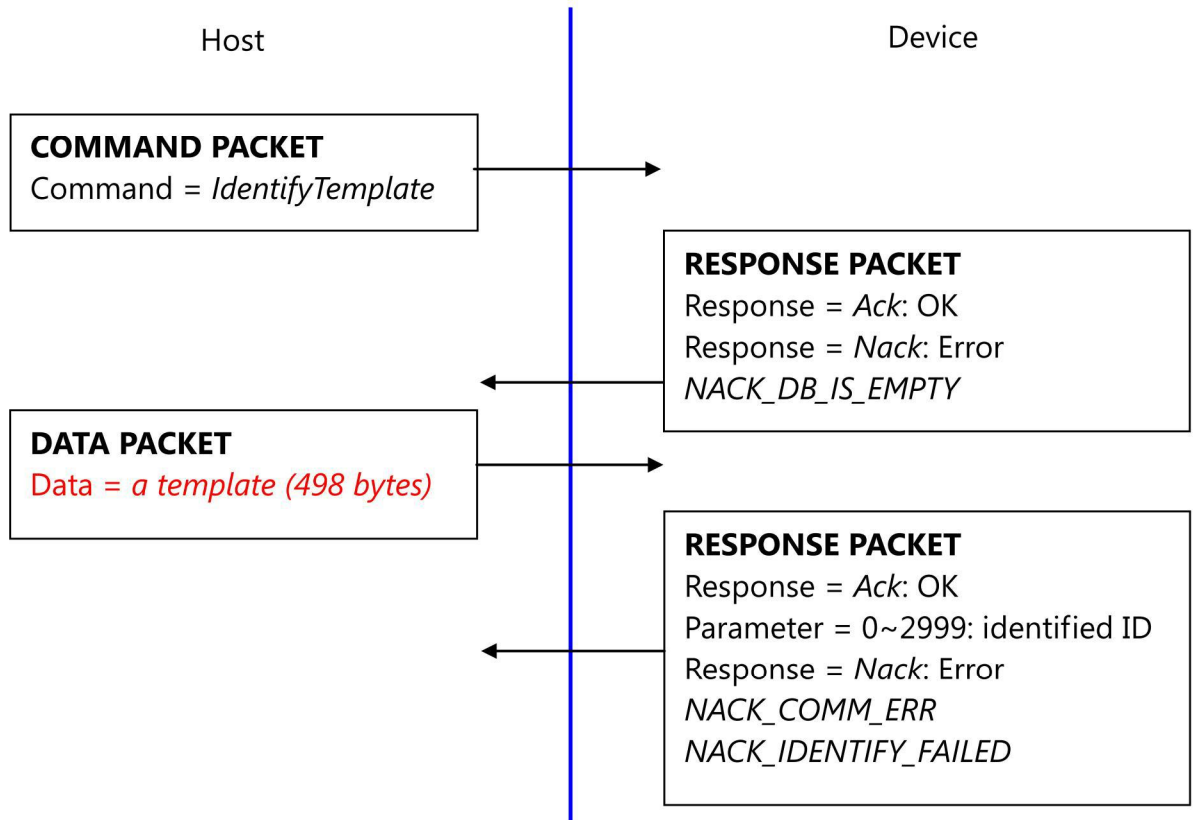 Host
Device
COMMAND PACKET
Command = IdentifyTemplate
RESPONSE PACKET
Response = Ack: OK
Response = Nack: Error
NACK_DB_IS_EMPTY
DATA PACKET
Data = a template (498 bytes)
RESPONSE PACKET
Response = Ack: OK
Parameter = 0~2999: identified ID
Response = Nack: Error
NACK_COMM_ERR
NACK_IDENTIFY_FAILED